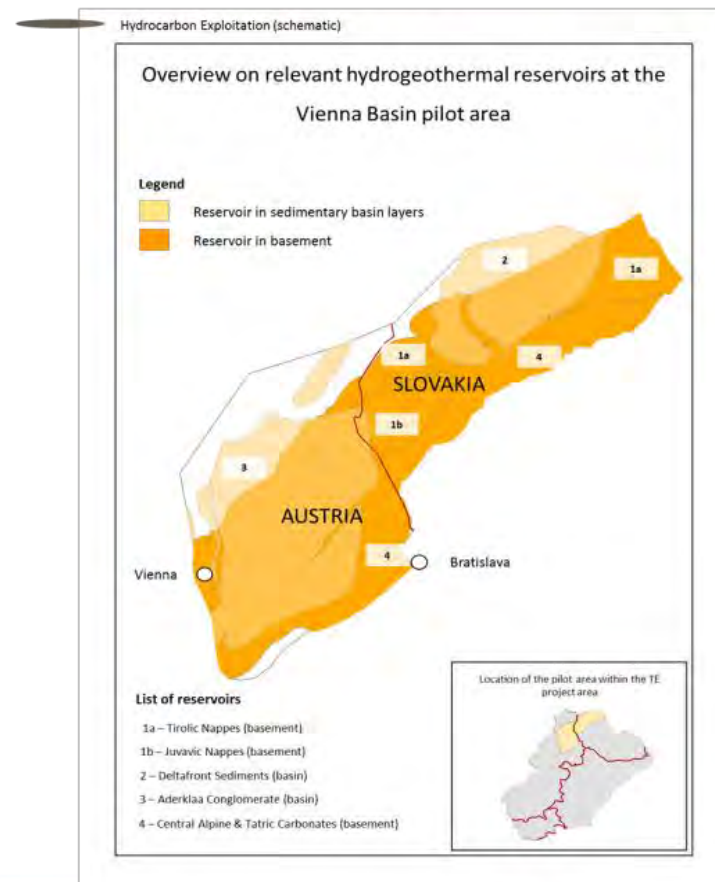 Hydrocarbon Exploitation (schematic)
Overview on relevant hydrogeothermal reservoirs at the
Vienna Basin pilot area
Legend
Reservoir in sedimentary basin layers
Reservoir in basement
2
1a
1a
4
SLOVAKIA
1b
3
AUSTRIA
4
Vienna
Bratislava
List of reservoirs
1a – Tirolic Nappes (basement)
1b – Juvavic Nappes (basement)
2 – Deltafront Sediments (basin)
3 – Aderklaa Conglomerate (basin)
4 – Central Alpine & Tatric Carbonates (basement)
Location of the pilot area within the TE
project area